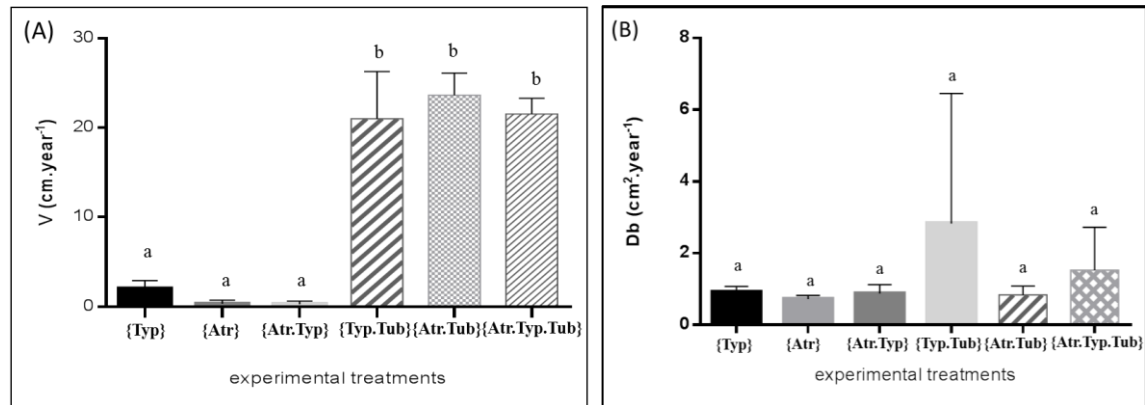 (A)
30
20
10
0
V (cm.year⁻¹)
a
a
a
b
b
b
{Typ}
{Atr}
{Atr.Typ}
{Typ.Tub}
{Atr.Tub}
{Atr.Typ.Tub}
experimental treatments
(B)
8
6
4
2
0
Db (cm².year⁻¹)
a
a
a
a
a
a
{Typ}
{Atr}
{Atr.Typ}
{Typ.Tub}
{Atr.Tub}
{Atr.Typ.Tub}
experimental treatments